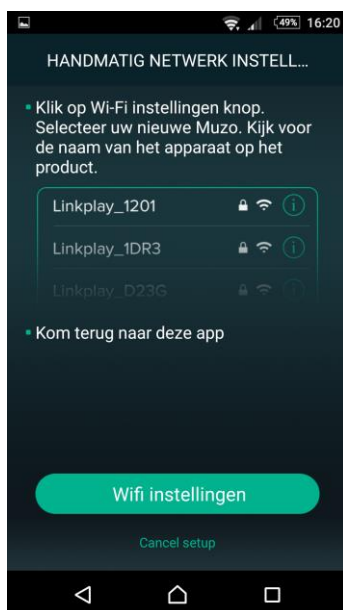 49% 16:20
HANDMATIG NETWERK INSTELL...
Klik op Wi-Fi instellingen knop.
Selecteer uw nieuwe Muzo. Kijk voor
de naam van het apparaat op het
product.
Linkplay_1201
Linkplay_1DR3
Linkplay_D23G
Kom terug naar deze app
Wifi instellingen
Cancel setup